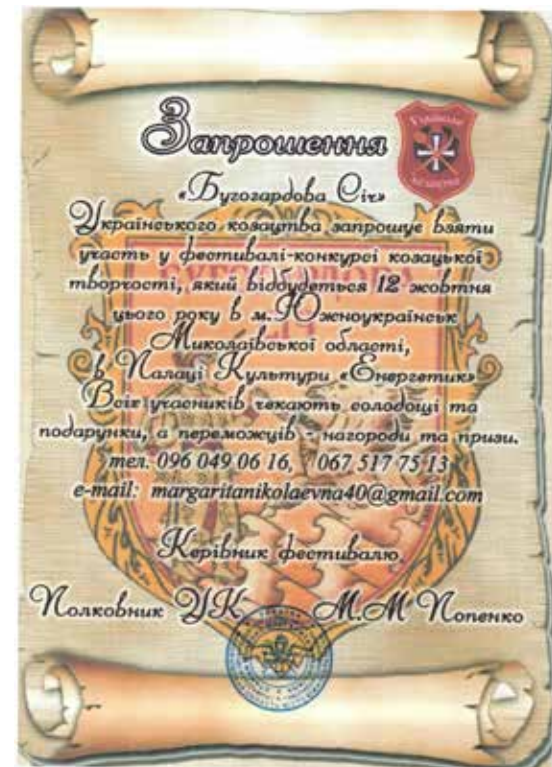 Запрошення
Українське
козацтво
«Бугогардова Січ»
Українського козацтва запрошує взяти
участь у фестивалі-конкурсі козацької
творчості, який відбудеться 12 жовтня
цього року в м. Южноукраїнськ
Миколаївської області,
в Палаці Культури «Енергетик»
Всіх учасників чекають солодощі та
подарунки, а переможців - нагороди та призи.
тел. 096 049 06 16, 067 517 75 13
e-mail: margaritanikolaevna40@gmail.com
Керівник фестивалю,
Полковник УК М.М Попенко